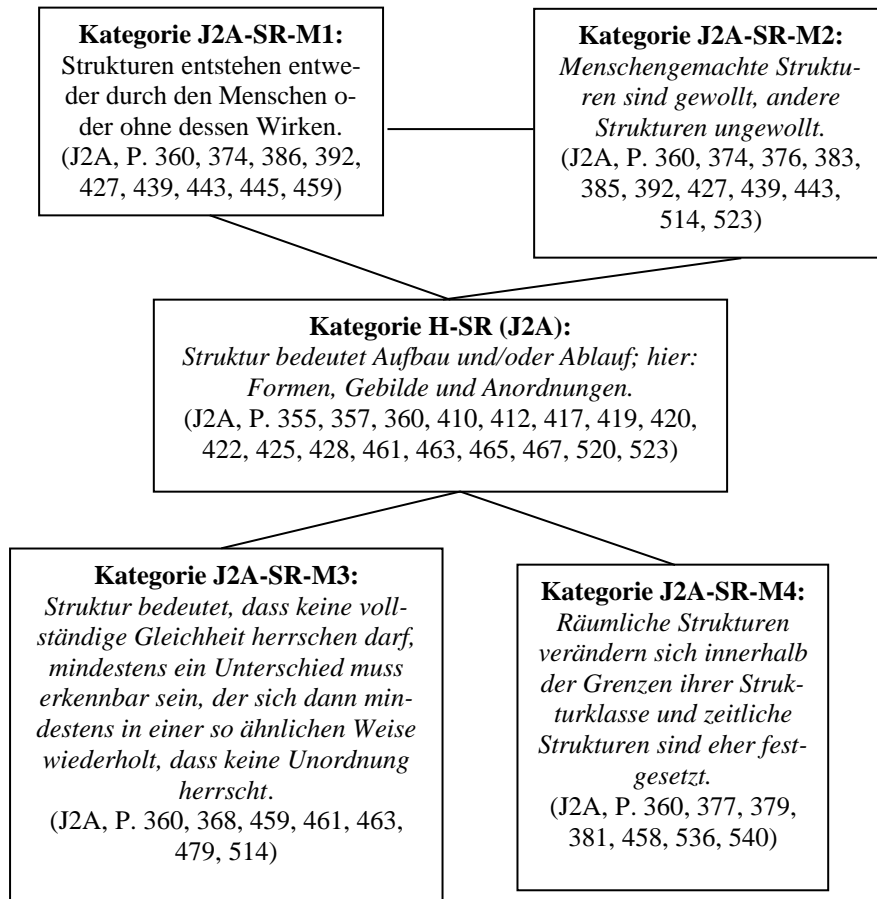 Kategorie J2A-SR-M1:
Strukturen entstehen entwe-
der durch den Menschen o-
der ohne dessen Wirken.
(J2A, P. 360, 374, 386, 392,
427, 439, 443, 445, 459)
Kategorie J2A-SR-M2:
Menschengemachte Struktu-
ren sind gewollt, andere
Strukturen ungewollt.
(J2A, P. 360, 374, 376, 383,
385, 392, 427, 439, 443,
514, 523)
Kategorie H-SR (J2A):
Struktur bedeutet Aufbau und/oder Ablauf; hier:
Formen, Gebilde und Anordnungen.
(J2A, P. 355, 357, 360, 410, 412, 417, 419, 420,
422, 425, 428, 461, 463, 465, 467, 520, 523)
Kategorie J2A-SR-M3:
Struktur bedeutet, dass keine voll-
ständige Gleichheit herrschen darf,
mindestens ein Unterschied muss
erkennbar sein, der sich dann min-
destens in einer so ähnlichen Weise
wiederholt, dass keine Unordnung
herrscht.
(J2A, P. 360, 368, 459, 461, 463,
479, 514)
Kategorie J2A-SR-M4:
Räumliche Strukturen
verändern sich innerhalb
der Grenzen ihrer Struk-
turklasse und zeitliche
Strukturen sind eher fest-
gesetzt.
(J2A, P. 360, 377, 379,
381, 458, 536, 540)